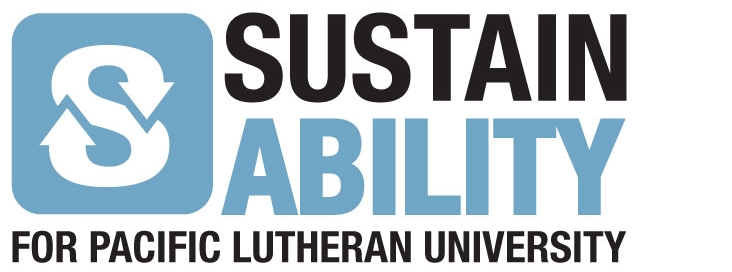 S
SUSTAIN
ABILITY
FOR PACIFIC LUTHERAN UNIVERSITY